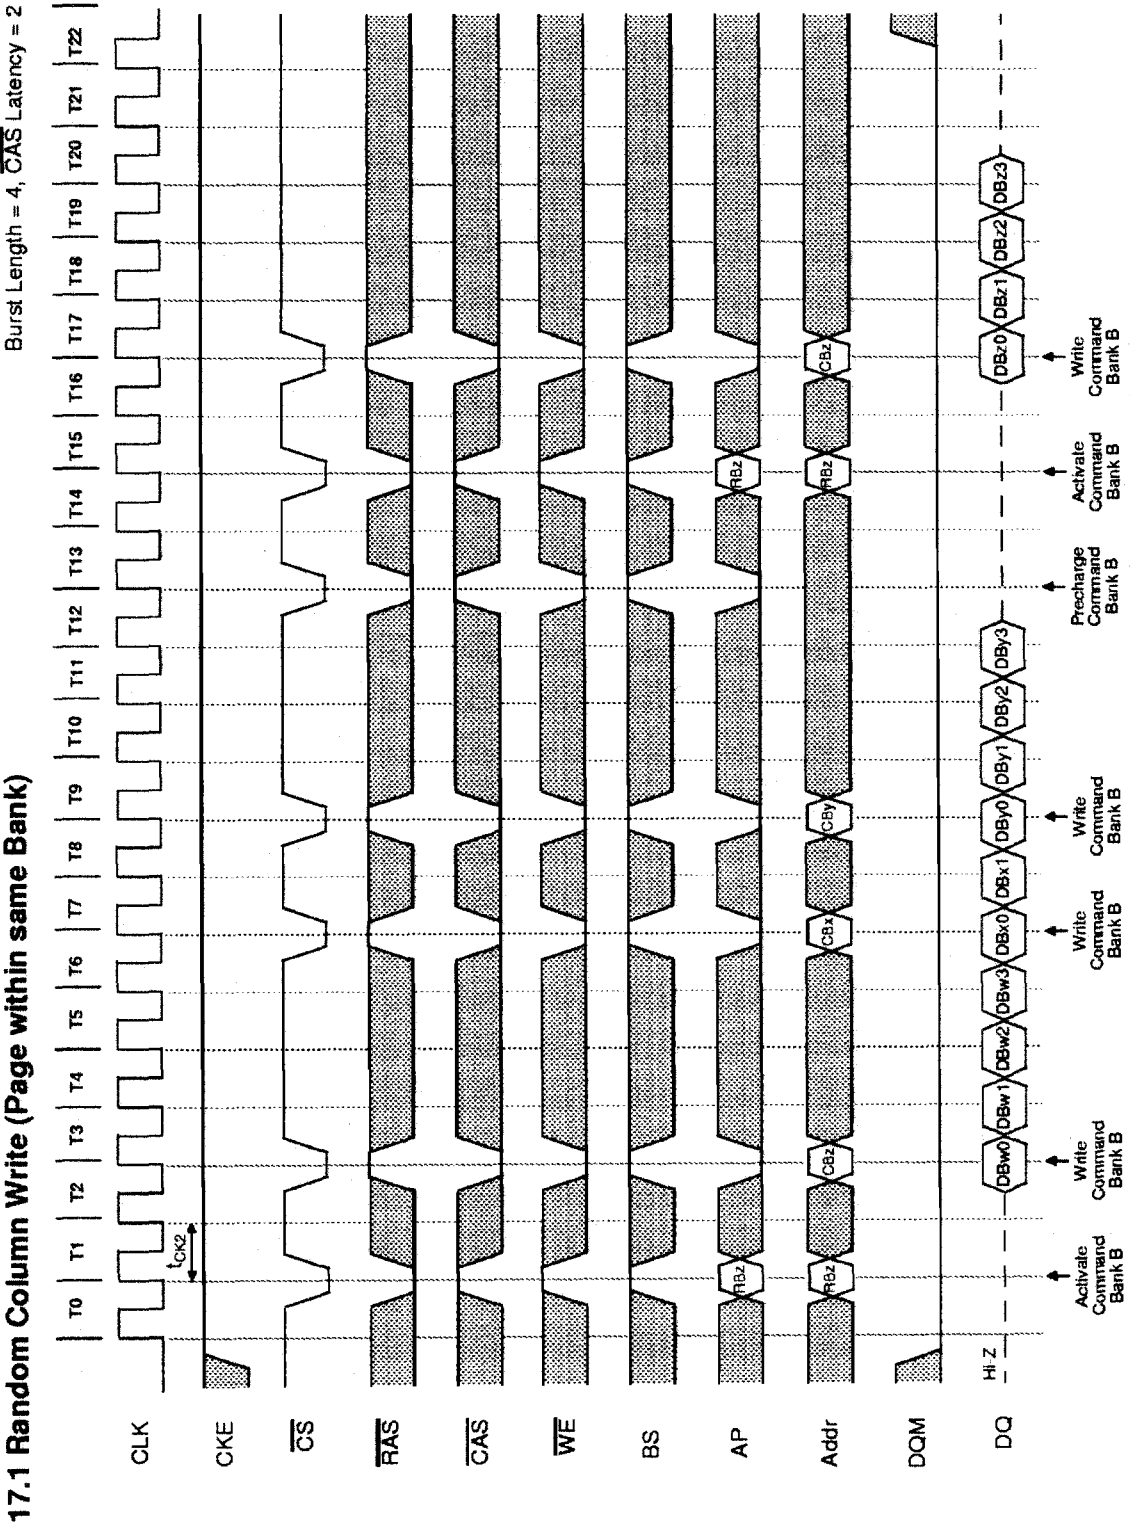 17.1 Random Column Write (Page within same Bank)
Burst Length = 4, CAS Latency = 2
T0 T1 T2 T3 T4 T5 T6 T7 T8 T9 T10 T11 T12 T13 T14 T15 T16 T17 T18 T19 T20 T21 T22
CLK
tCK2
CKE
CS
RAS
CAS
WE
BS
AP RBz RBz
Addr RBz CBz CBx CBy RBz CBz
DQM
DQ Hi-Z DBw0 DBw1 DBw2 DBw3 DBx0 DBx1 DBy0 DBy1 DBy2 DBy3 DBz0 DBz1 DBz2 DBz3
Activate
Command
Bank B
Write
Command
Bank B
Write
Command
Bank B
Write
Command
Bank B
Precharge
Command
Bank B
Activate
Command
Bank B
Write
Command
Bank B